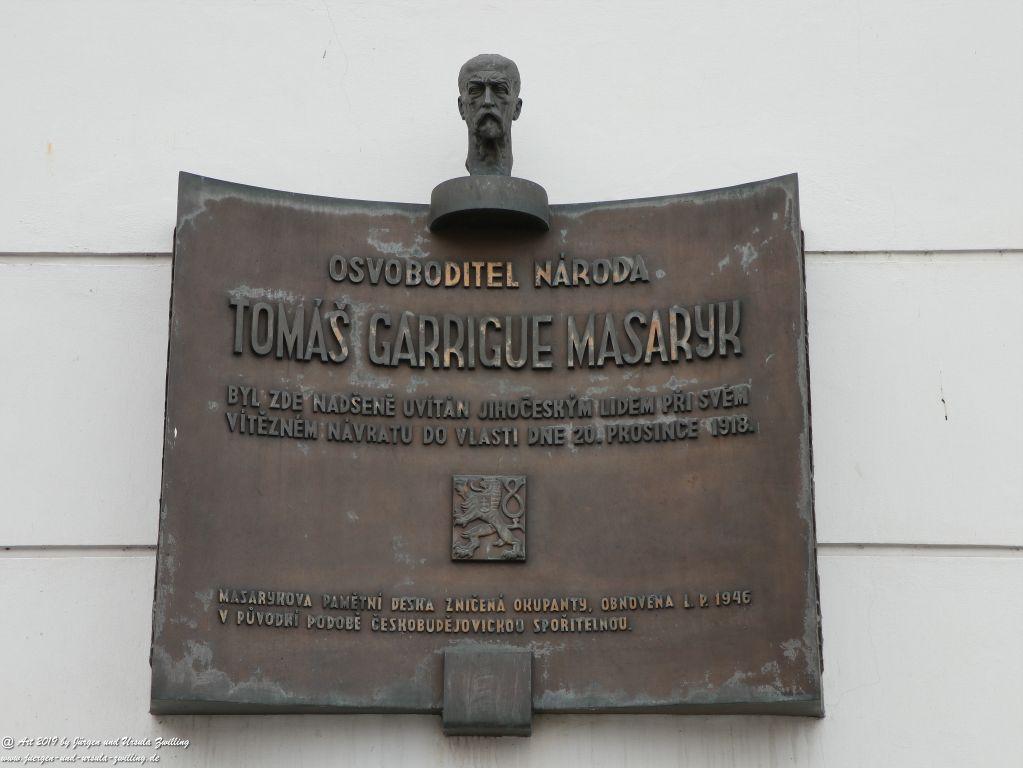 OSVOBODITEL NÁRODA
TOMÁŠ GARRIGUE MASARYK
BYL ZDE NADŠENĚ UVÍTÁN JIHOČESKÝM LIDEM PŘI SVÉM
VÍTĚZNÉM NÁVRATU DO VLASTI DNE 20. PROSINCE 1918.
MASARYKOVA PAMĚTNÍ DESKA ZNIČENÁ OKUPANTY, OBNOVENA L. P. 1946
V PŮVODNÍ PODOBĚ ČESKOBUDĚJOVICKOU SPOŘITELNOU.
@ Art 2019 by Jürgen und Ursula Zwilling
www.juergen-und-ursula-zwilling.de